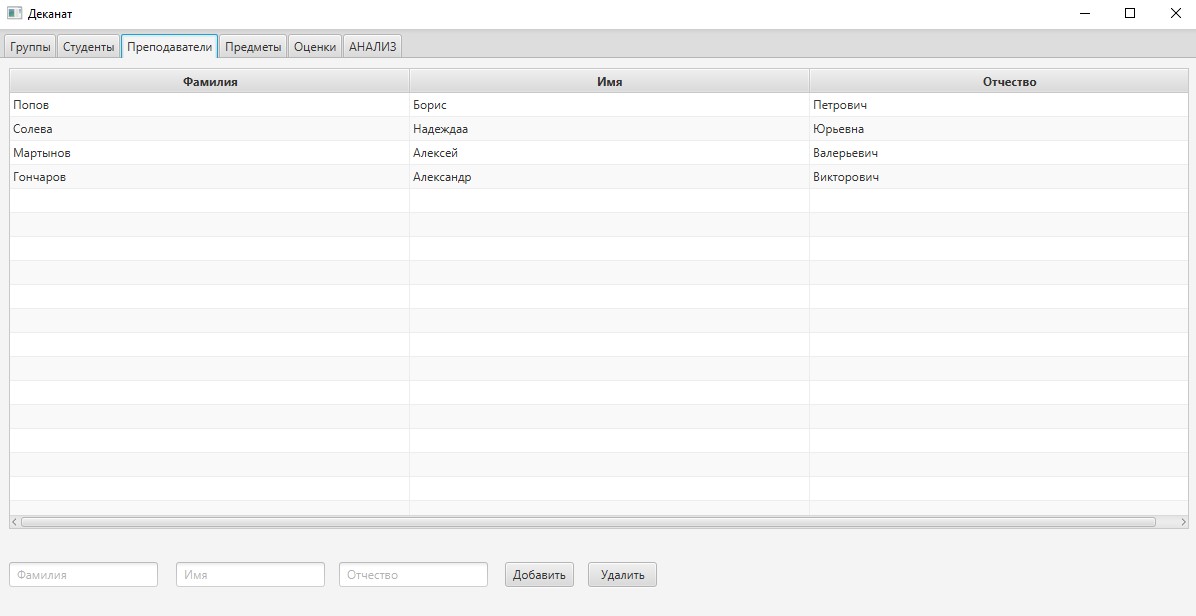 Деканат
Группы Студенты Преподаватели Предметы Оценки АНАЛИЗ
Фамилия Имя Отчество
Попов Борис Петрович
Солева Надеждаа Юрьевна
Мартынов Алексей Валерьевич
Гончаров Александр Викторович
Фамилия Имя Отчество Добавить Удалить